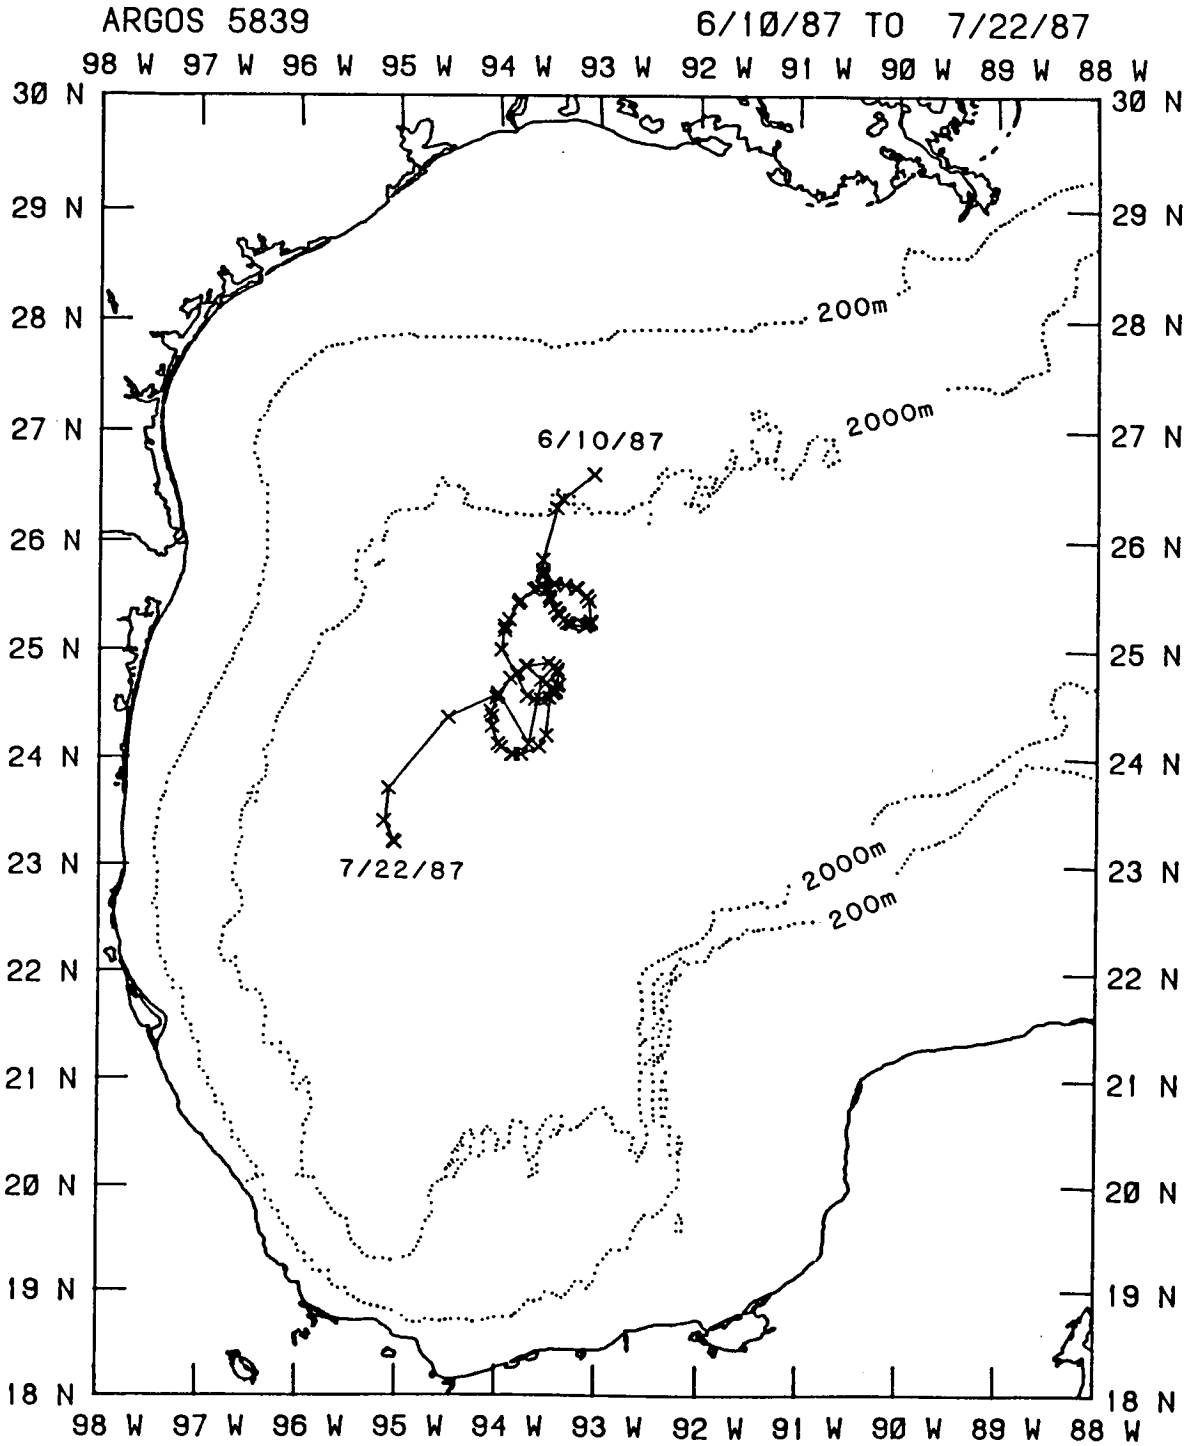 ARGOS 5839 6/10/87 TO 7/22/87
98 W 97 W 96 W 95 W 94 W 93 W 92 W 91 W 90 W 89 W 88 W
30 N 30 N
29 N 29 N
200m
28 N 28 N
2000m
27 N 6/10/87 27 N
26 N 26 N
25 N 25 N
24 N 24 N
23 N 7/22/87 2000m 23 N
200m
22 N 22 N
21 N 21 N
20 N 20 N
19 N 19 N
18 N 18 N
98 W 97 W 96 W 95 W 94 W 93 W 92 W 91 W 90 W 89 W 88 W